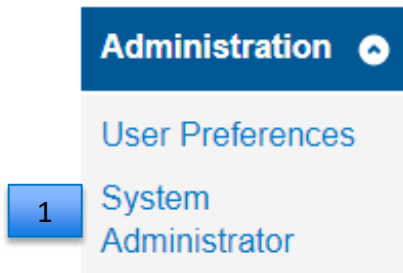 Administration
User Preferences
1
System
Administrator